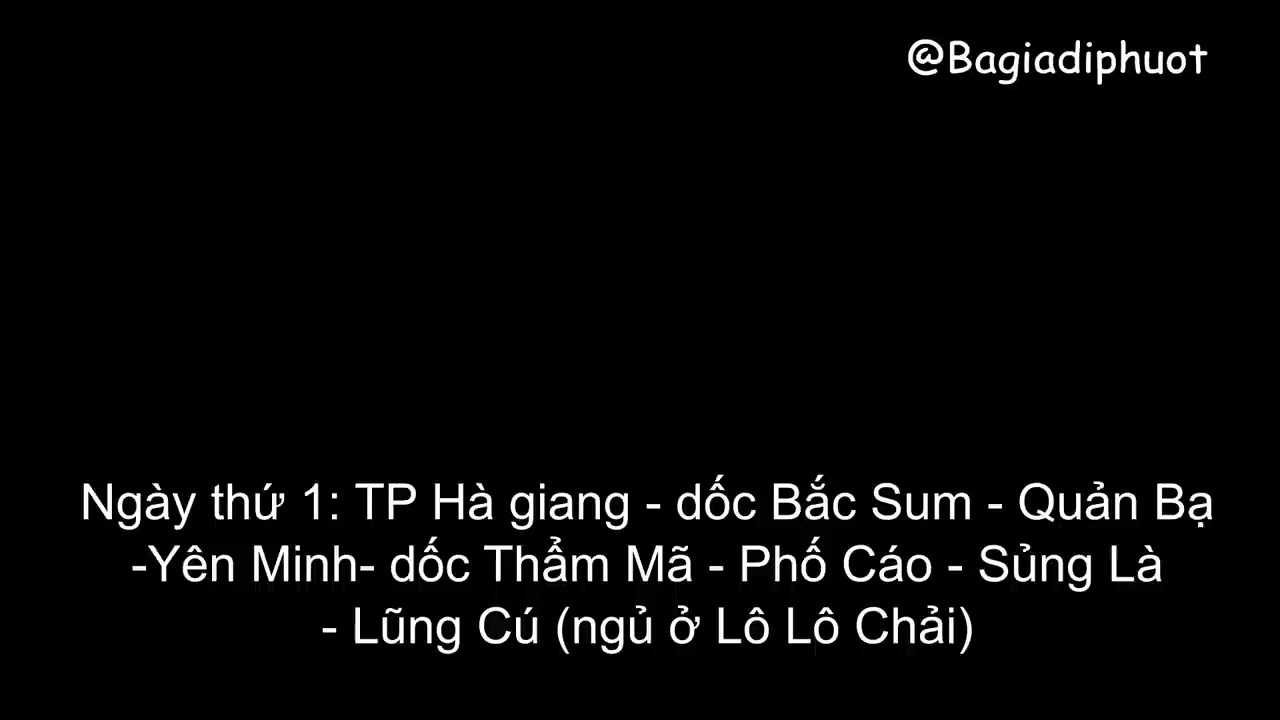 @Bagiadiphuot
Ngày thứ 1: TP Hà giang - dốc Bắc Sum - Quản Bạ
-Yên Minh- dốc Thẩm Mã - Phố Cáo - Sủng Là
- Lũng Cú (ngủ ở Lô Lô Chải)